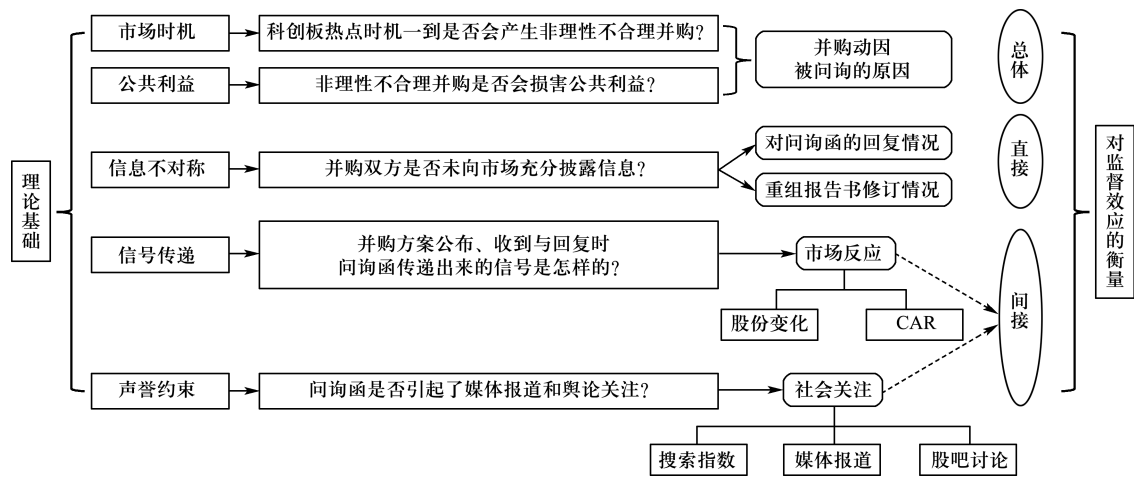 市场时机
科创板热点时机一到是否会产生非理性不合理并购?
并购动因
被问询的原因
总体
公共利益
非理性不合理并购是否会损害公共利益?
理论基础
信息不对称
并购双方是否未向市场充分披露信息?
对问询函的回复情况
重组报告书修订情况
直接
对监督效应的衡量
信号传递
并购方案公布、收到与回复时
问询函传递出来的信号是怎样的?
市场反应
股份变化
CAR
间接
声誉约束
问询函是否引起了媒体报道和舆论关注?
社会关注
搜索指数
媒体报道
股吧讨论